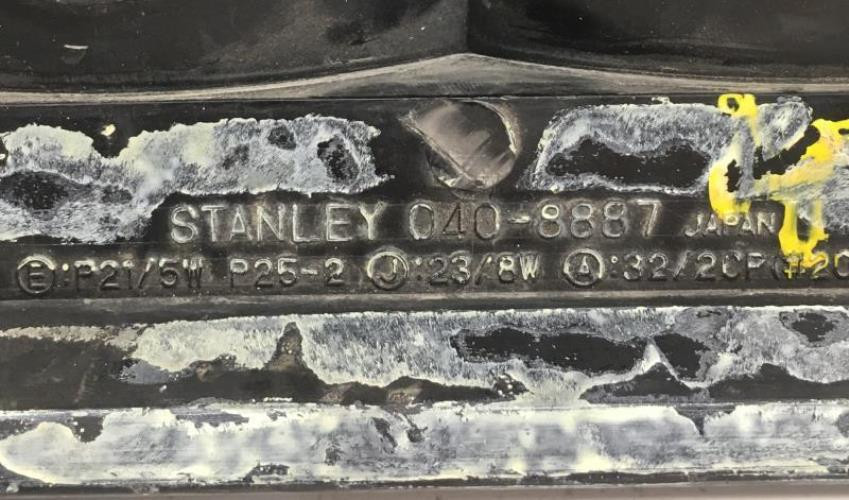 STANLEY 040-8887 JAPAN
Ⓔ:P21/5W P25-2 Ⓙ:23/8W Ⓐ:32/2CP